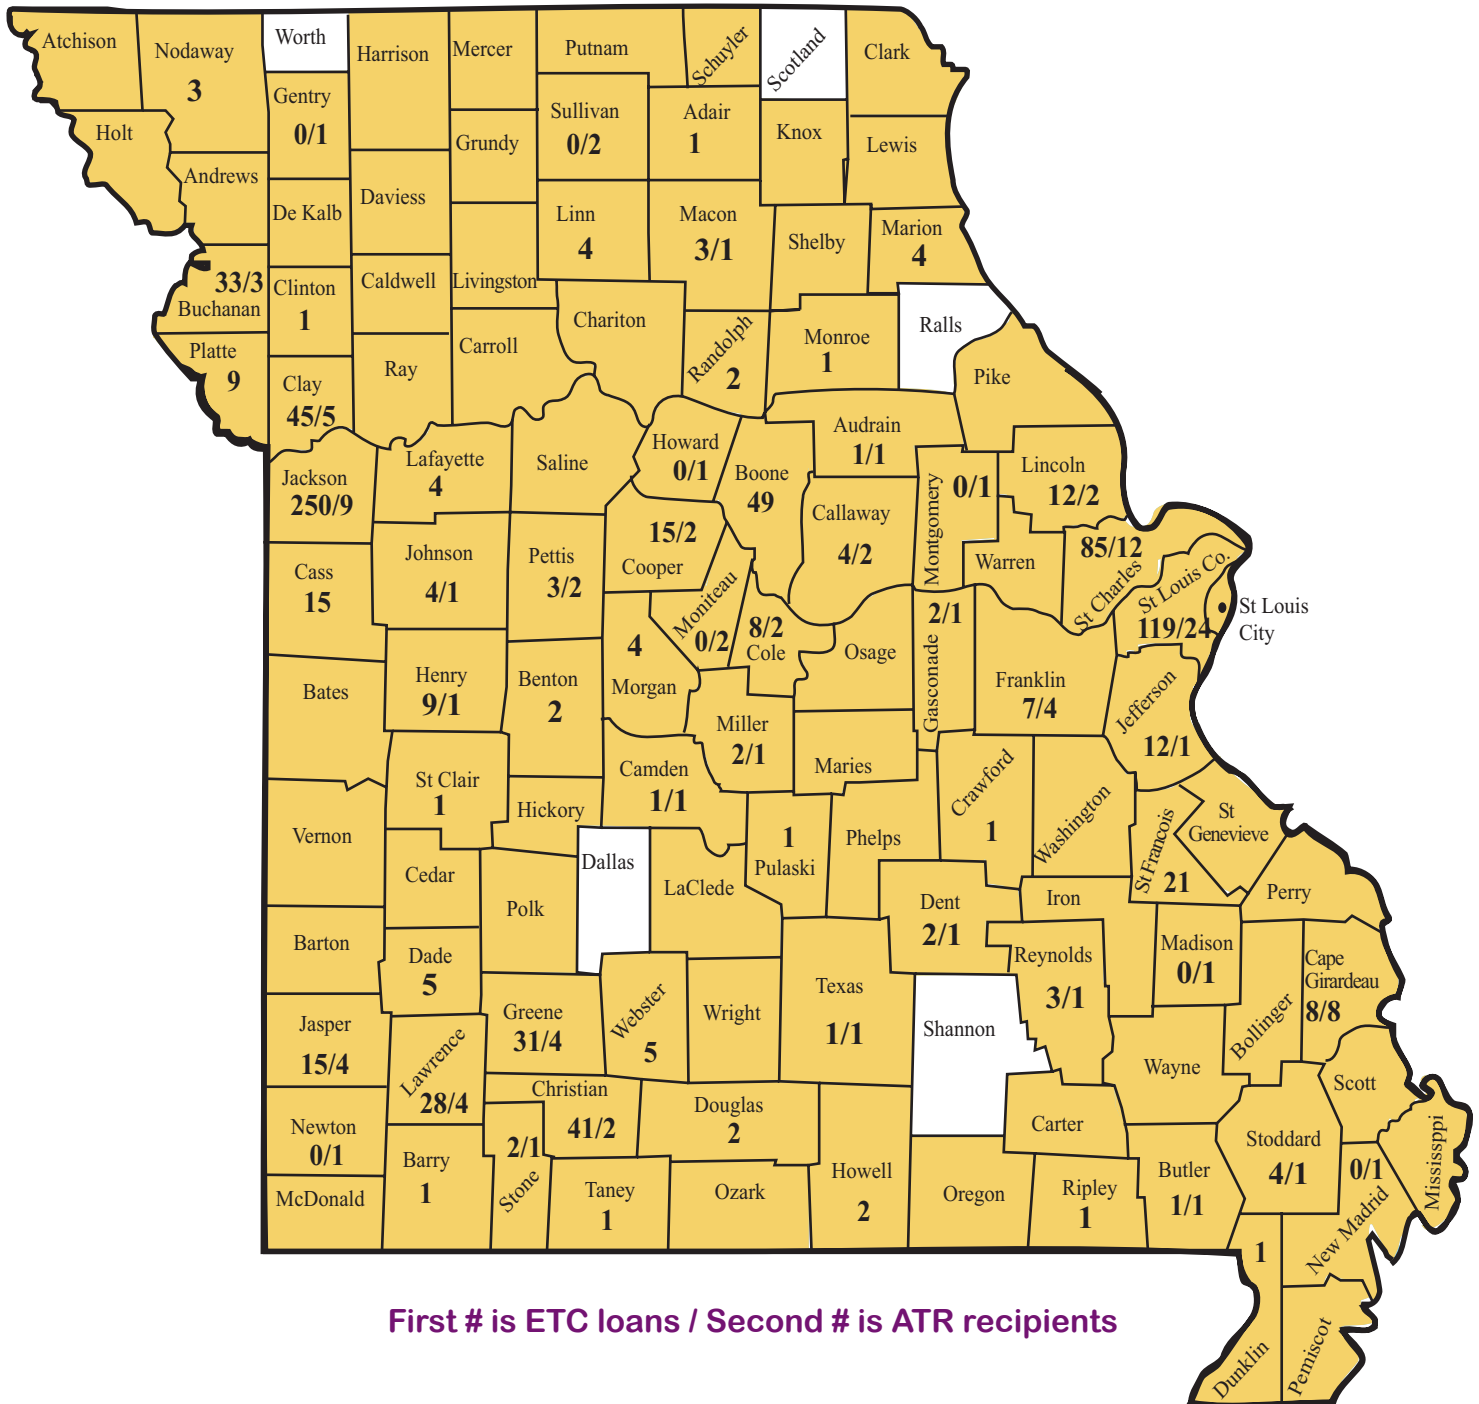 Atchison
Nodaway
3
Worth
Harrison
Mercer
Putnam
Schuyler
Scotland
Clark
Holt
Gentry
0/1
Grundy
Sullivan
0/2
Adair
1
Knox
Lewis
Andrews
De Kalb
Daviess
Linn
4
Macon
3/1
Shelby
Marion
4
33/3
Buchanan
Clinton
1
Caldwell
Livingston
Chariton
Randolph
2
Monroe
1
Ralls
Platte
9
Clay
45/5
Ray
Carroll
Pike
Jackson
250/9
Lafayette
4
Saline
Howard
0/1
Boone
49
Audrain
1/1
Montgomery
0/1
Lincoln
12/2
Cass
15
Johnson
4/1
Pettis
3/2
15/2
Cooper
Moniteau
0/2
Callaway
4/2
Warren
85/12
St Charles
St Louis Co.
119/24
St Louis
City
Bates
Henry
9/1
Benton
2
4
Morgan
8/2
Cole
Osage
2/1
Gasconade
Franklin
7/4
Jefferson
12/1
Miller
2/1
Maries
Vernon
St Clair
1
Hickory
Camden
1/1
1
Pulaski
Phelps
Crawford
1
Washington
St Francois
21
St
Genevieve
Cedar
Polk
Dallas
LaClede
Dent
2/1
Iron
Perry
Barton
Dade
5
Reynolds
3/1
Madison
0/1
Cape
Girardeau
8/8
Jasper
15/4
Lawrence
28/4
Greene
31/4
Webster
5
Wright
Texas
1/1
Shannon
Wayne
Bollinger
Scott
Newton
0/1
Christian
41/2
Douglas
2
Carter
Stoddard
4/1
Mississppi
McDonald
Barry
1
2/1
Stone
Taney
1
Ozark
Howell
2
Oregon
Ripley
1
Butler
1/1
0/1
New Madrid
1
Dunklin
Pemiscot
First # is ETC loans / Second # is ATR recipients